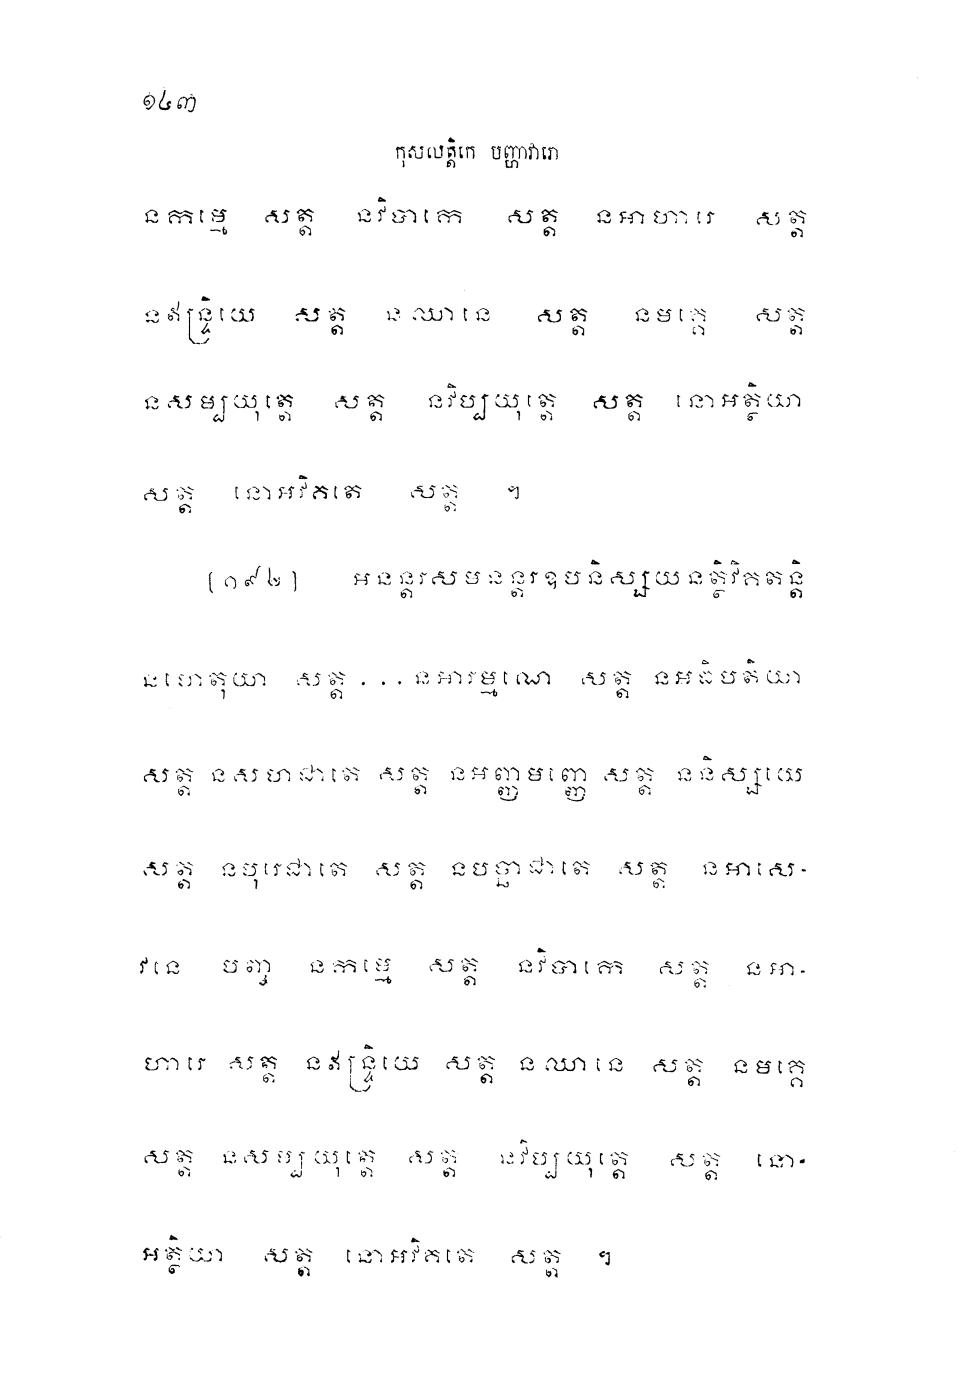 ១៤៣
កុសលត្តិកេ បញ្ហាវារោ
នកម្មេ សត្ត នវិបាកេ សត្ត នអាហារេ សត្ត
នឥន្ទ្រិយេ សត្ត នឈានេ សត្ត នមគ្គេ សត្ត
នសម្បយុត្តេ សត្ត នវិប្បយុត្តេ សត្ត នោអត្ថិយា
សត្ត នោអវិគតេ សត្ត ។
(១៩៤) អនន្តរសមនន្តរឧបនិស្សយនត្ថិវិគតន្តិ
នហេតុយា សត្ត ... នអារម្មណេ សត្ត នអធិបតិយា
សត្ត នសហជាតេ សត្ត នអញ្ញមញ្ញេ សត្ត ននិស្សយេ
សត្ត នបុរេជាតេ សត្ត នបច្ឆាជាតេ សត្ត នអាសេ-
វនេ បញ្ច នកម្មេ សត្ត នវិបាកេ សត្ត នអា-
ហារេ សត្ត នឥន្ទ្រិយេ សត្ត នឈានេ សត្ត នមគ្គេ
សត្ត នសម្បយុត្តេ សត្ត នវិប្បយុត្តេ សត្ត នោ-
អត្ថិយា សត្ត នោអវិគតេ សត្ត ។